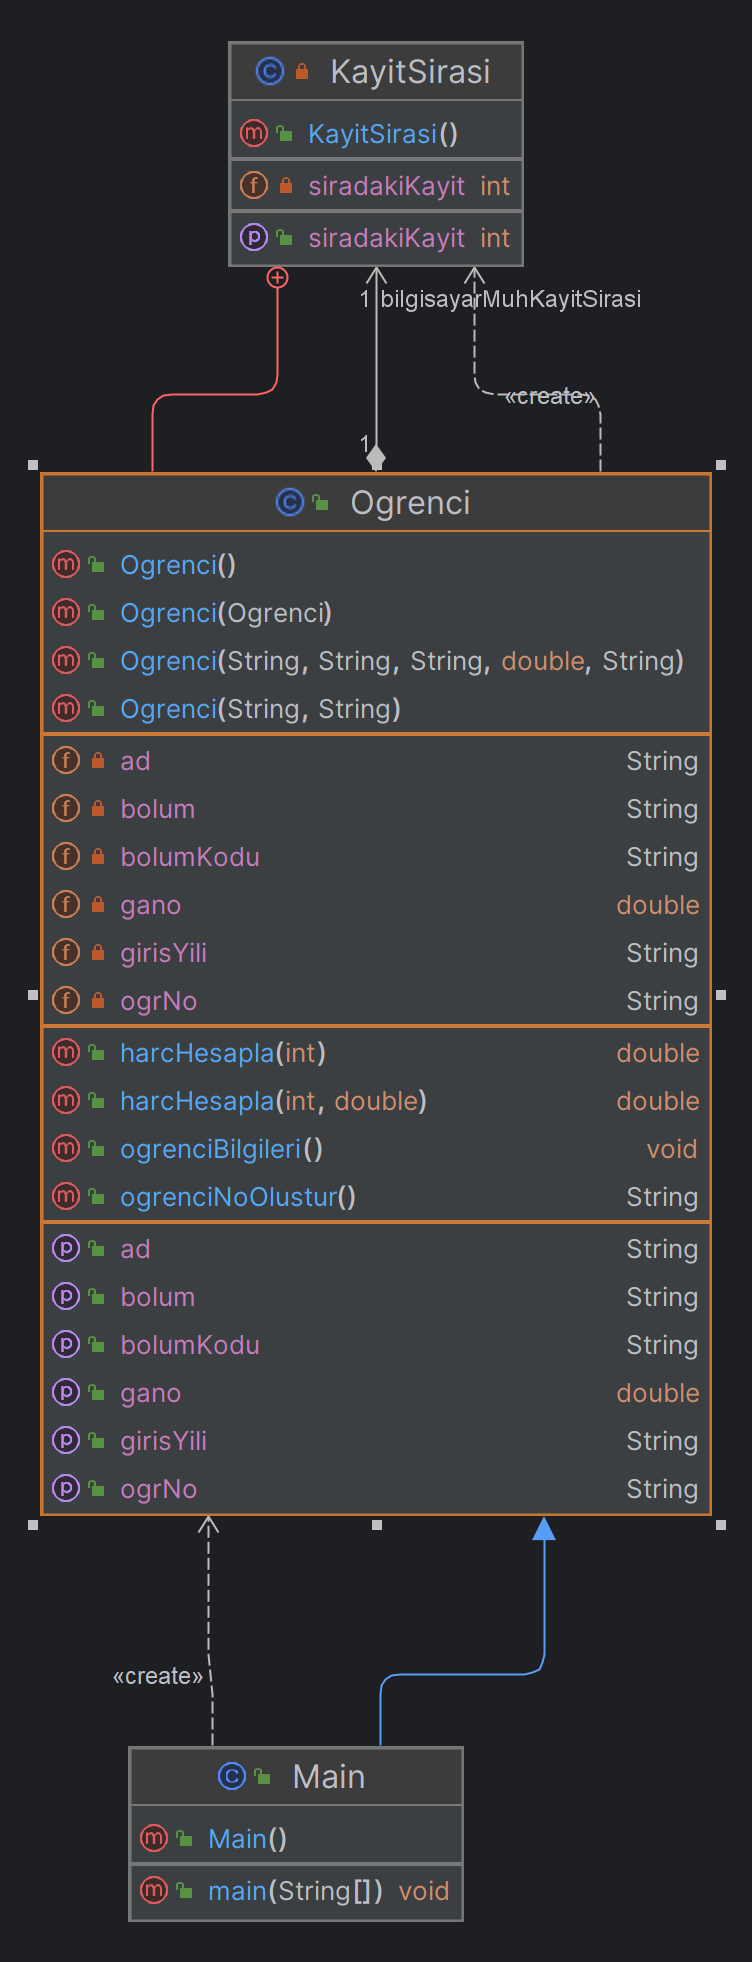 KayitSirasi
KayitSirasi()
siradakiKayit int
siradakiKayit int
1 bilgisayarMuhKayitSirasi
«create»
1
Ogrenci
Ogrenci()
Ogrenci(Ogrenci)
Ogrenci(String, String, String, double, String)
Ogrenci(String, String)
ad String
bolum String
bolumKodu String
gano double
girisYili String
ogrNo String
harcHesapla(int) double
harcHesapla(int, double) double
ogrenciBilgileri() void
ogrenciNoOlustur() String
ad String
bolum String
bolumKodu String
gano double
girisYili String
ogrNo String
«create»
Main
Main()
main(String[]) void